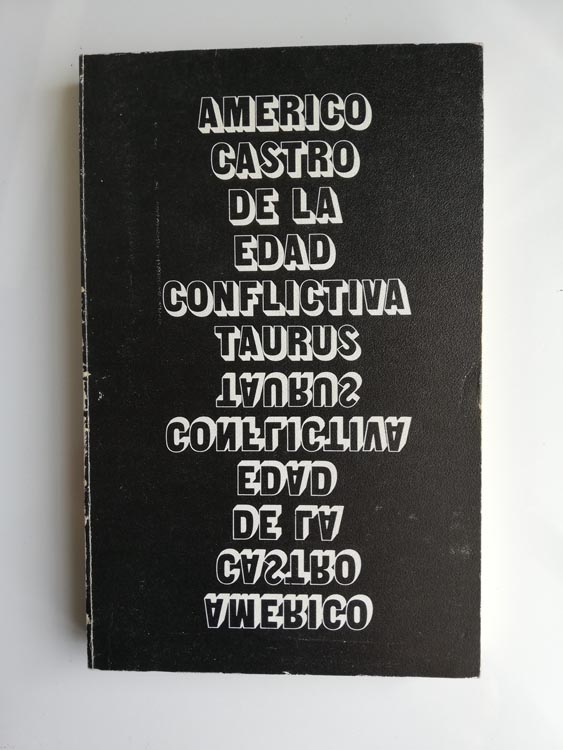 AMERICO
CASTRO
DE LA
EDAD
CONFLICTIVA
TAURUS
TAURUS
CONFLICTIVA
EDAD
DE LA
CASTRO
AMERICO